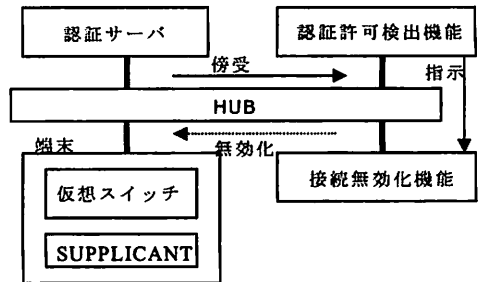 認証サーバ
認証許可検出機能
傍受
指示
HUB
無効化
端末
接続無効化機能
仮想スイッチ
SUPPLICANT